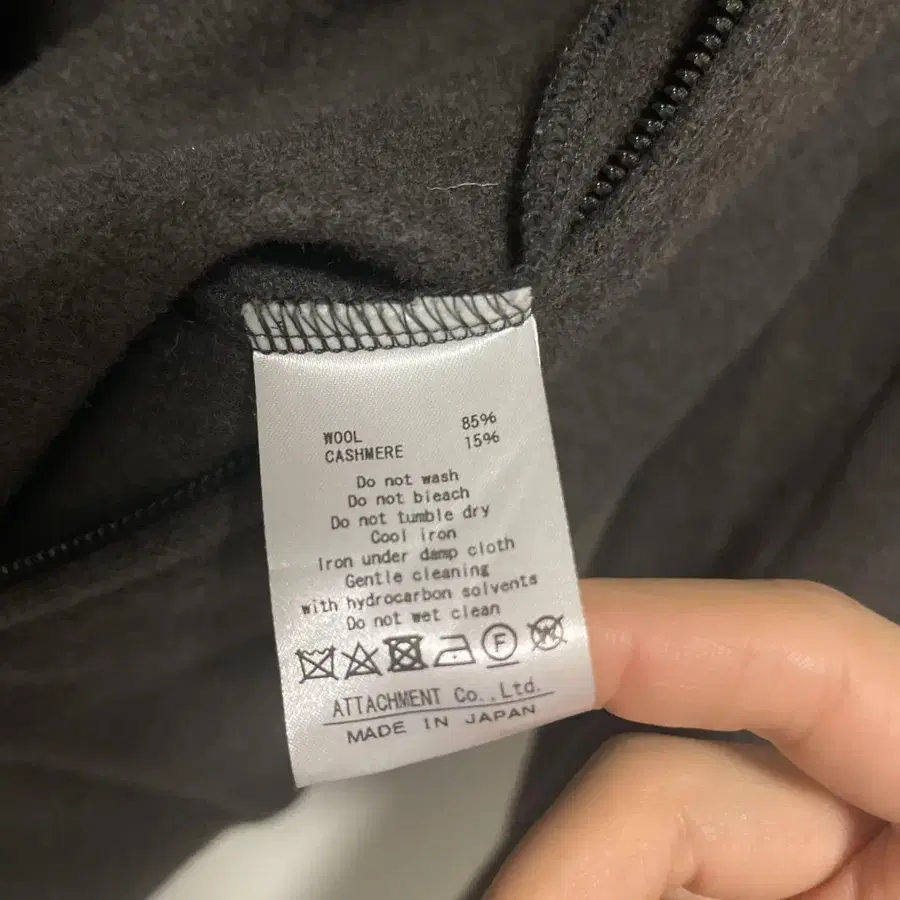 WOOL 85%
CASHMERE 15%
Do not wash
Do not bleach
Do not tumble dry
Cool iron
Iron under damp cloth
Gentle cleaning
with hydrocarbon solvents
Do not wet clean
F W
ATTACHMENT Co.,Ltd.
MADE IN JAPAN